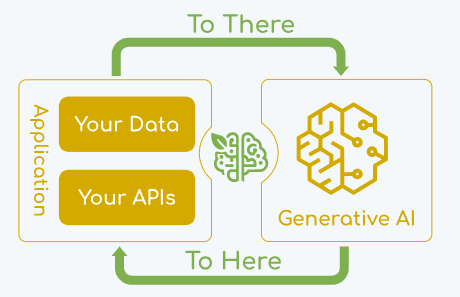 To There
Application
Your Data
Your APIs
Generative AI
To Here